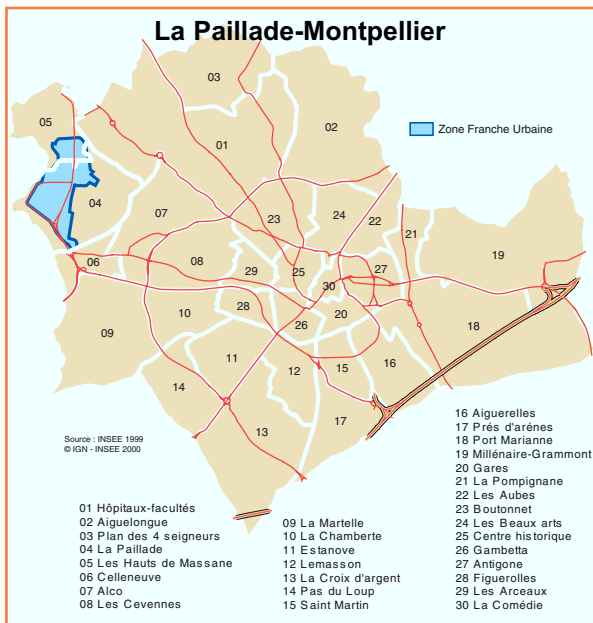 La Paillade-Montpellier
03
05
02
01
Zone Franche Urbaine
04
07
23
24
22
21
19
06
08
29
25
27
30
09
10
28
26
20
18
11
12
15
16
14
13
17
Source : INSEE 1999
© IGN - INSEE 2000
01 Hôpitaux-facultés
02 Aiguelongue
03 Plan des 4 seigneurs
04 La Paillade
05 Les Hauts de Massane
06 Celleneuve
07 Alco
08 Les Cevennes
09 La Martelle
10 La Chamberte
11 Estanove
12 Lemasson
13 La Croix d'argent
14 Pas du Loup
15 Saint Martin
16 Aiguerelles
17 Prés d'arénes
18 Port Marianne
19 Millénaire-Grammont
20 Gares
21 La Pompignane
22 Les Aubes
23 Boutonnet
24 Les Beaux arts
25 Centre historique
26 Gambetta
27 Antigone
28 Figuerolles
29 Les Arceaux
30 La Comédie